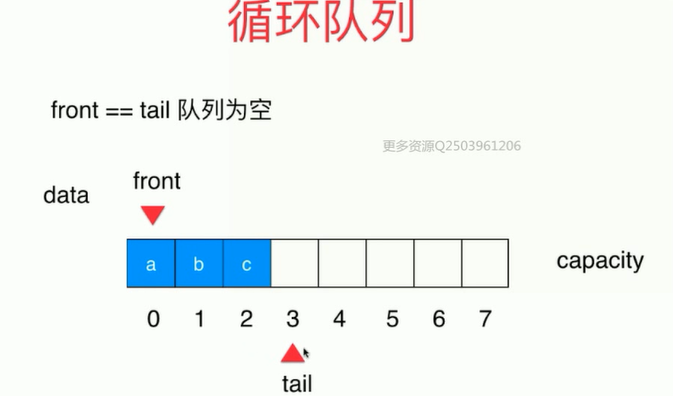 循环队列
front == tail 队列为空
更多资源Q2503961206
front
data
a b c
capacity
0 1 2 3 4 5 6 7
tail